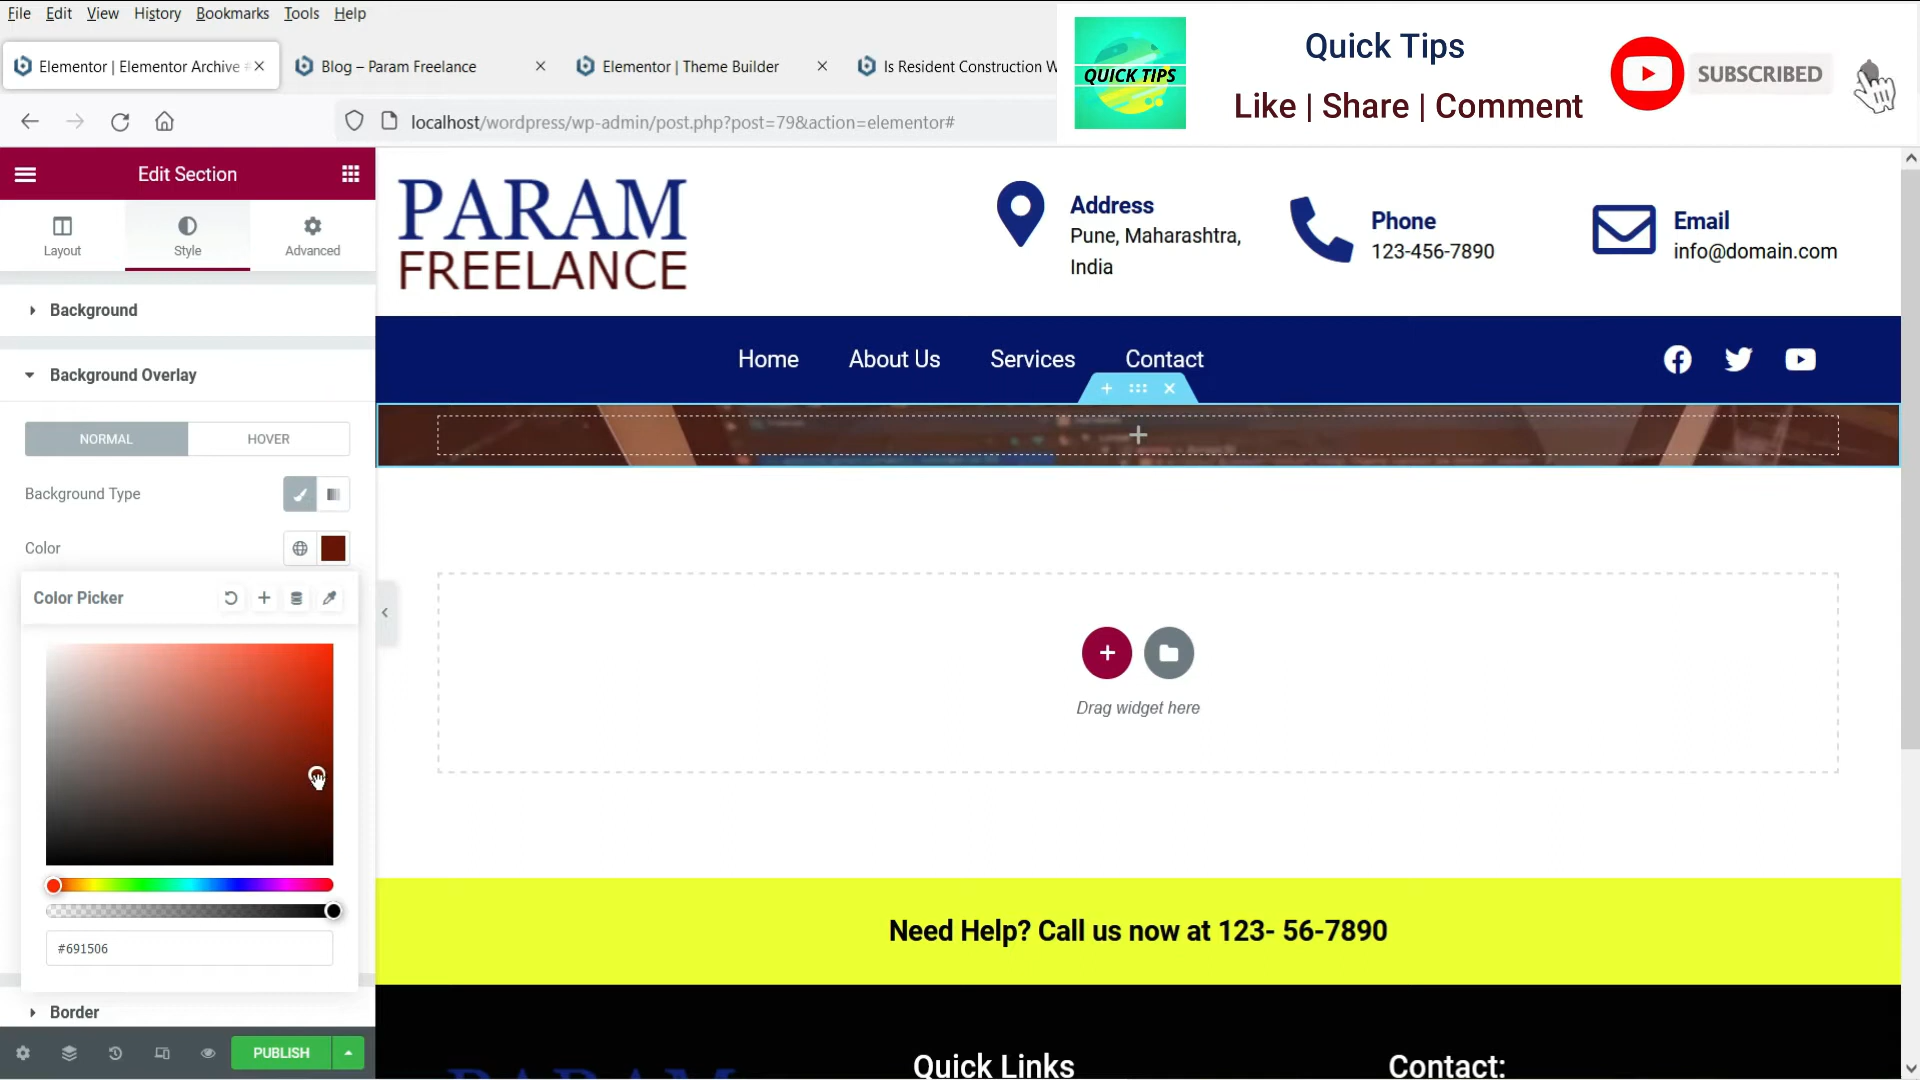 File Edit View History Bookmarks Tools Help
Elementor | Elementor Archive
Blog – Param Freelance
Elementor | Theme Builder
Is Resident Construction W
QUICK TIPS
Quick Tips
Like | Share | Comment
SUBSCRIBED
localhost/wordpress/wp-admin/post.php?post=79&action=elementor#
Edit Section
Layout
Style
Advanced
Background
Background Overlay
NORMAL
HOVER
Background Type
Color
Color Picker
#691506
Border
PUBLISH
PARAM
FREELANCE
Address
Pune, Maharashtra,
India
Phone
123-456-7890
Email
info@domain.com
Home About Us Services Contact
Drag widget here
Need Help? Call us now at 123- 56-7890
PARAM
Quick Links
Contact: